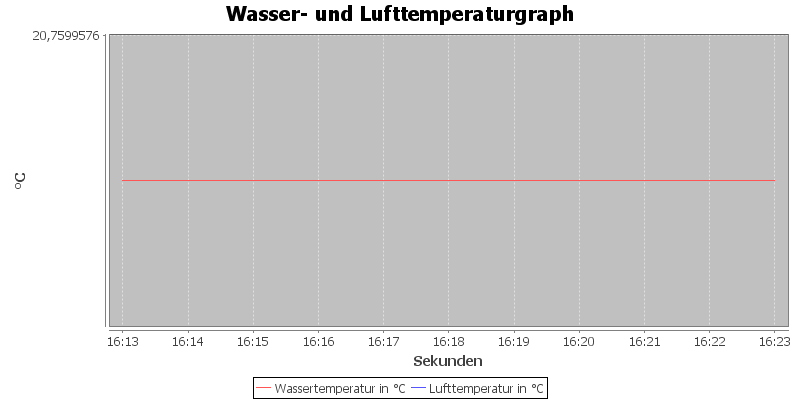 Wasser- und Lufttemperaturgraph
20,7599576
°C
16:13 16:14 16:15 16:16 16:17 16:18 16:19 16:20 16:21 16:22 16:23
Sekunden
Wassertemperatur in °C Lufttemperatur in °C